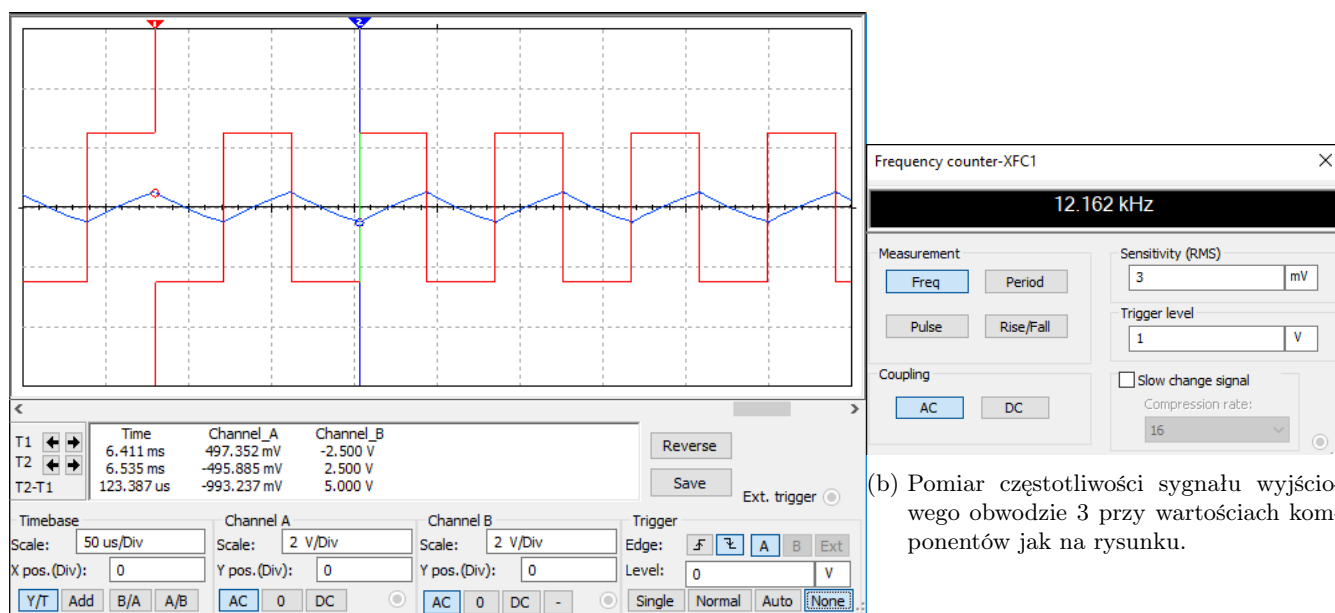 1
2
Time Channel_A Channel_B
T1 6.411 ms 497.352 mV -2.500 V
T2 6.535 ms -495.885 mV 2.500 V
T2-T1 123.387 us -993.237 mV 5.000 V
Reverse
Save
Ext. trigger
Timebase
Scale: 50 us/Div
X pos.(Div): 0
Y/T Add B/A A/B
Channel A
Scale: 2 V/Div
Y pos.(Div): 0
AC 0 DC
Channel B
Scale: 2 V/Div
Y pos.(Div): 0
AC 0 DC -
Trigger
Edge: A B Ext
Level: 0 V
Single Normal Auto None
Frequency counter-XFC1
12.162 kHz
Measurement
Freq Period
Pulse Rise/Fall
Coupling
AC DC
Sensitivity (RMS)
3 mV
Trigger level
1 V
Slow change signal
Compression rate:
16
(b) Pomiar częstotliwości sygnału wyjścio-
wego obwodzie 3 przy wartościach kom-
ponentów jak na rysunku.